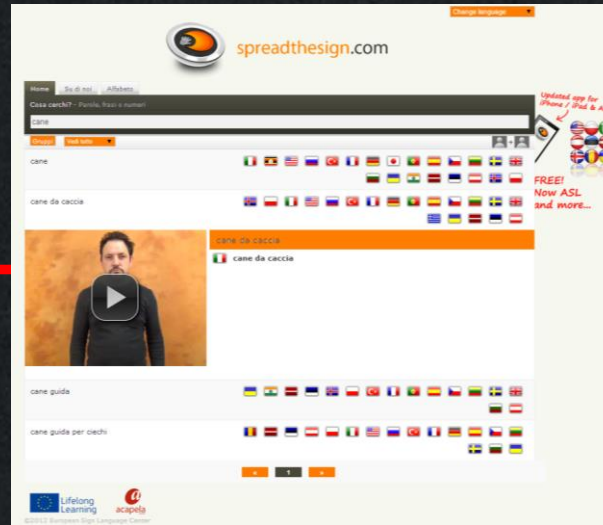 Change language
spreadthesign.com
Home Su di noi Alfabeto
Cosa cerchi? - Parole, frasi e numeri
cane
Gruppi Vedi tutto
cane
cane da caccia
cane da caccia
cane da caccia
cane guida
cane guida per ciechi
« 1 »
Updated app for
iPhone / iPad & A
FREE!
Now ASL
and more...
Lifelong
Learning
acapela
©2012 European Sign Language Center